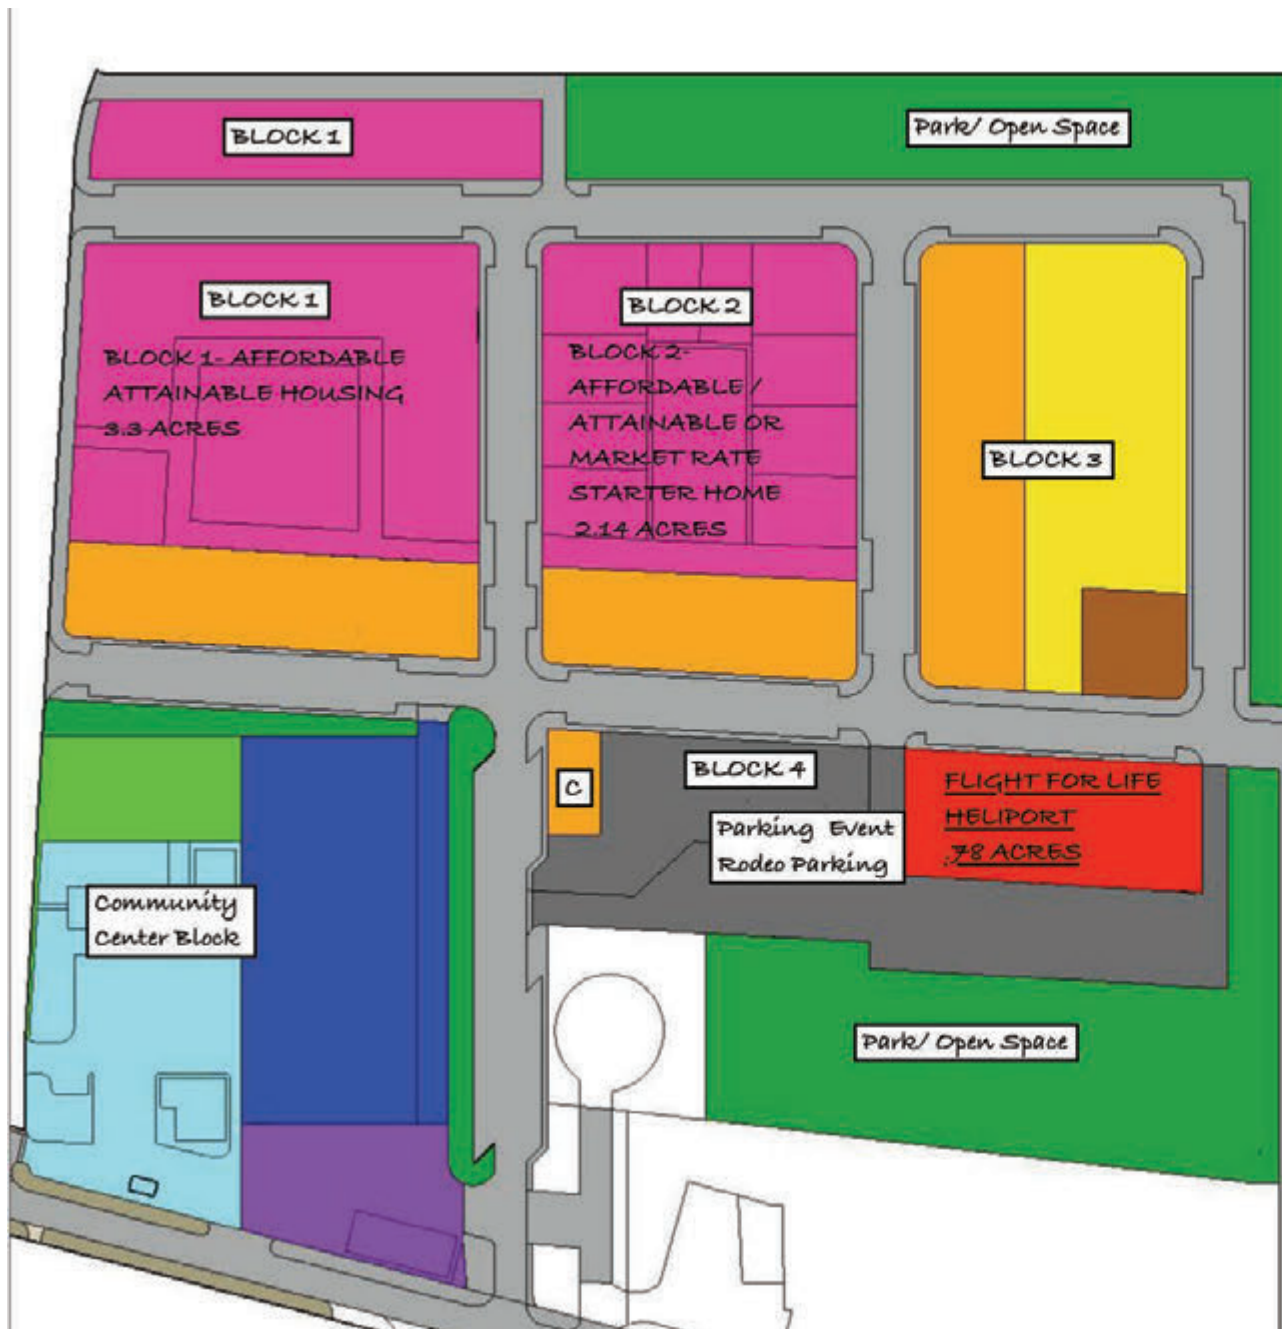 BLOCK 1
Park/ Open Space
BLOCK 1
BLOCK 1- AFFORDABLE
ATTAINABLE HOUSING
3.3 ACRES
BLOCK 2
BLOCK 2-
AFFORDABLE /
ATTAINABLE OR
MARKET RATE
STARTER HOME
2.14 ACRES
BLOCK 3
C
BLOCK 4
Parking Event
Rodeo Parking
FLIGHT FOR LIFE
HELIPORT
.78 ACRES
Community
Center Block
Park/ Open Space